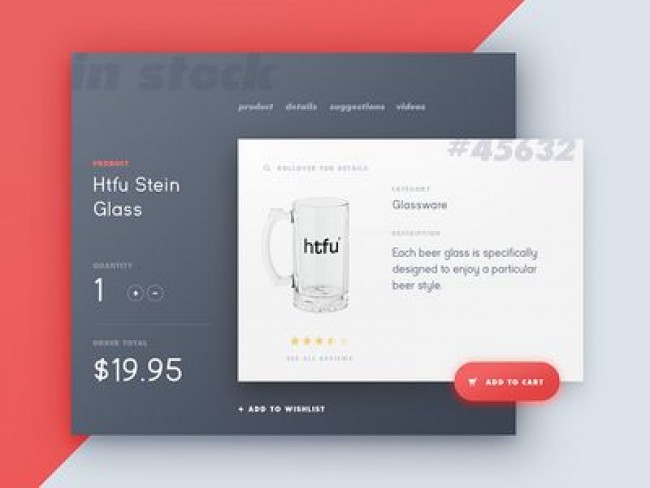 in stock
product details suggestions videos
#45632
PRODUCT
Htfu Stein
Glass
ROLLOVER FOR DETAILS
CATEGORY
Glassware
DESCRIPTION
Each beer glass is specifically
designed to enjoy a particular
beer style.
htfu
QUANTITY
1 + −
ORDER TOTAL
$19.95
SEE ALL REVIEWS
ADD TO CART
+ ADD TO WISHLIST